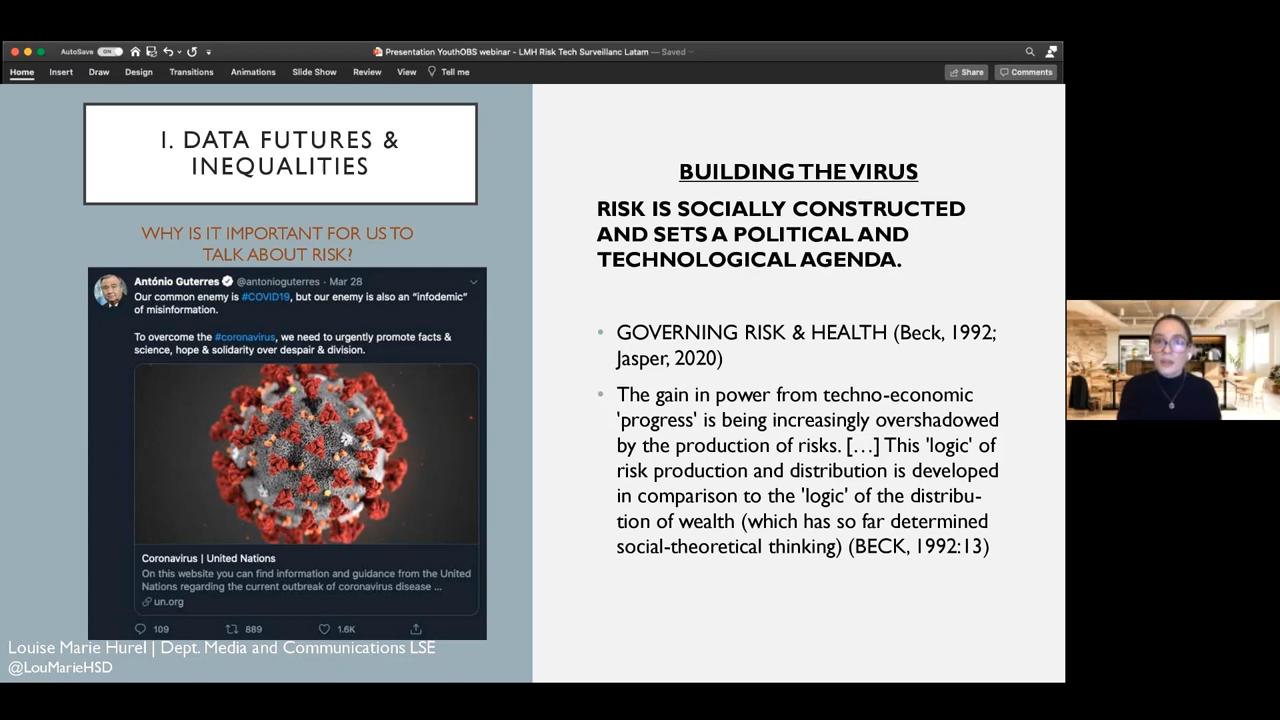 AutoSave ON
Presentation YouthOBS webinar - LMH Risk Tech Surveillanc Latam — Saved
Home Insert Draw Design Transitions Animations Slide Show Review View Tell me
Share Comments
I. DATA FUTURES &
INEQUALITIES
WHY IS IT IMPORTANT FOR US TO
TALK ABOUT RISK?
António Guterres @antonioguterres · Mar 28
Our common enemy is #COVID19, but our enemy is also an “infodemic”
of misinformation.
To overcome the #coronavirus, we need to urgently promote facts &
science, hope & solidarity over despair & division.
Coronavirus | United Nations
On this website you can find information and guidance from the United
Nations regarding the current outbreak of coronavirus disease ...
un.org
109 889 1.6K
Louise Marie Hurel | Dept. Media and Communications LSE
@LouMarieHSD
BUILDING THE VIRUS
RISK IS SOCIALLY CONSTRUCTED
AND SETS A POLITICAL AND
TECHNOLOGICAL AGENDA.
• GOVERNING RISK & HEALTH (Beck, 1992;
Jasper, 2020)
• The gain in power from techno-economic
'progress' is being increasingly overshadowed
by the production of risks. […] This 'logic' of
risk production and distribution is developed
in comparison to the 'logic' of the distribu-
tion of wealth (which has so far determined
social-theoretical thinking) (BECK, 1992:13)